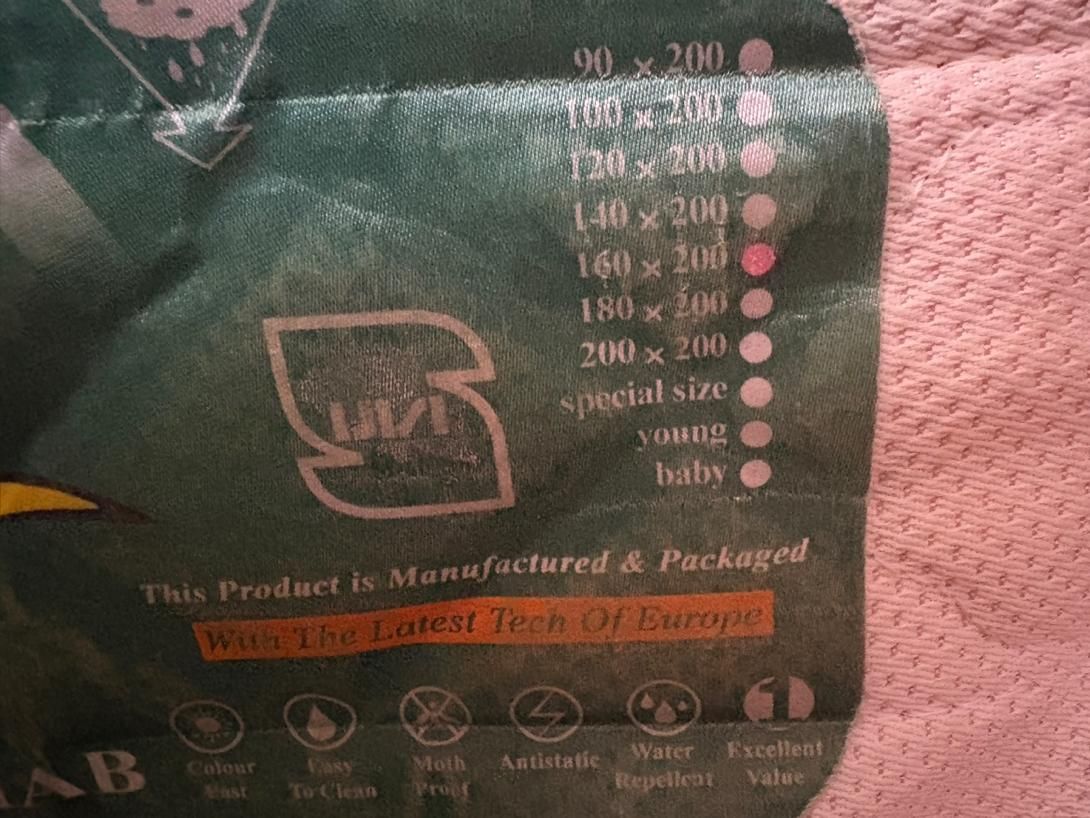 90 x 200
100 x 200
120 x 200
140 x 200
160 x 200
180 x 200
200 x 200
special size
young
baby
This Product is Manufactured & Packaged
With The Latest Tech Of Europe
1
Colour Fast
Easy To Clean
Moth Proof
Antistatic
Water Repellent
Excellent Value
AB